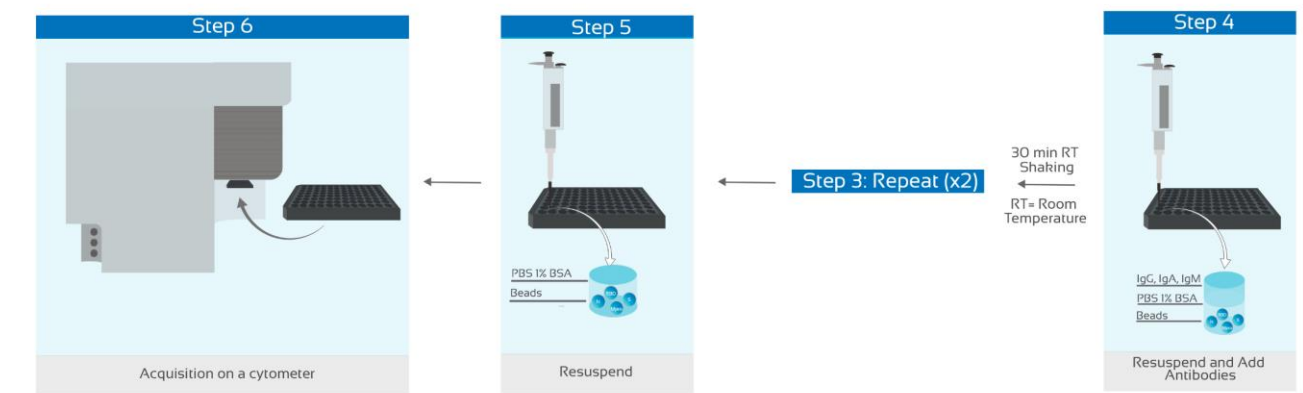 Step 6
Acquisition on a cytometer
Step 5
PBS 1% BSA
Beads
Resuspend
Step 3: Repeat (x2)
30 min RT
Shaking
RT= Room
Temperature
Step 4
IgG, IgA, IgM
PBS 1% BSA
Beads
Resuspend and Add
Antibodies